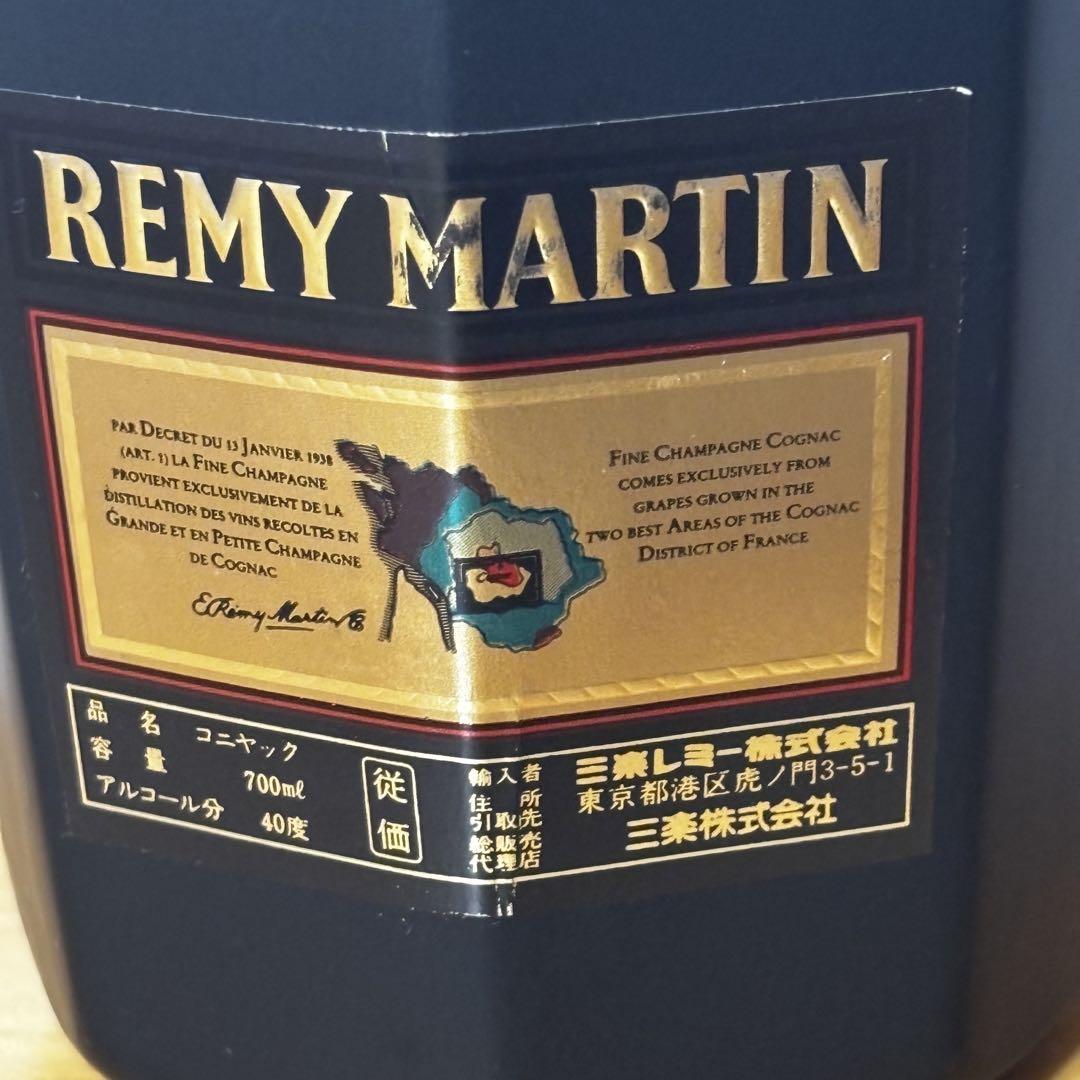 REMY MARTIN
PAR DECRET DU 13 JANVIER 1938
(ART. 1) LA FINE CHAMPAGNE
PROVIENT EXCLUSIVEMENT DE LA
DISTILLATION DES VINS RECOLTES EN
GRANDE ET EN PETITE CHAMPAGNE
DE COGNAC
E. Rémy Martin & Co
FINE CHAMPAGNE COGNAC
COMES EXCLUSIVELY FROM
GRAPES GROWN IN THE
TWO BEST AREAS OF THE COGNAC
DISTRICT OF FRANCE
品名 コニャック
容量 700ml
アルコール分 40度
従価
輸入者 三楽レミー株式会社
住所 東京都港区虎ノ門3-5-1
引取先
総販売代理店 三楽株式会社